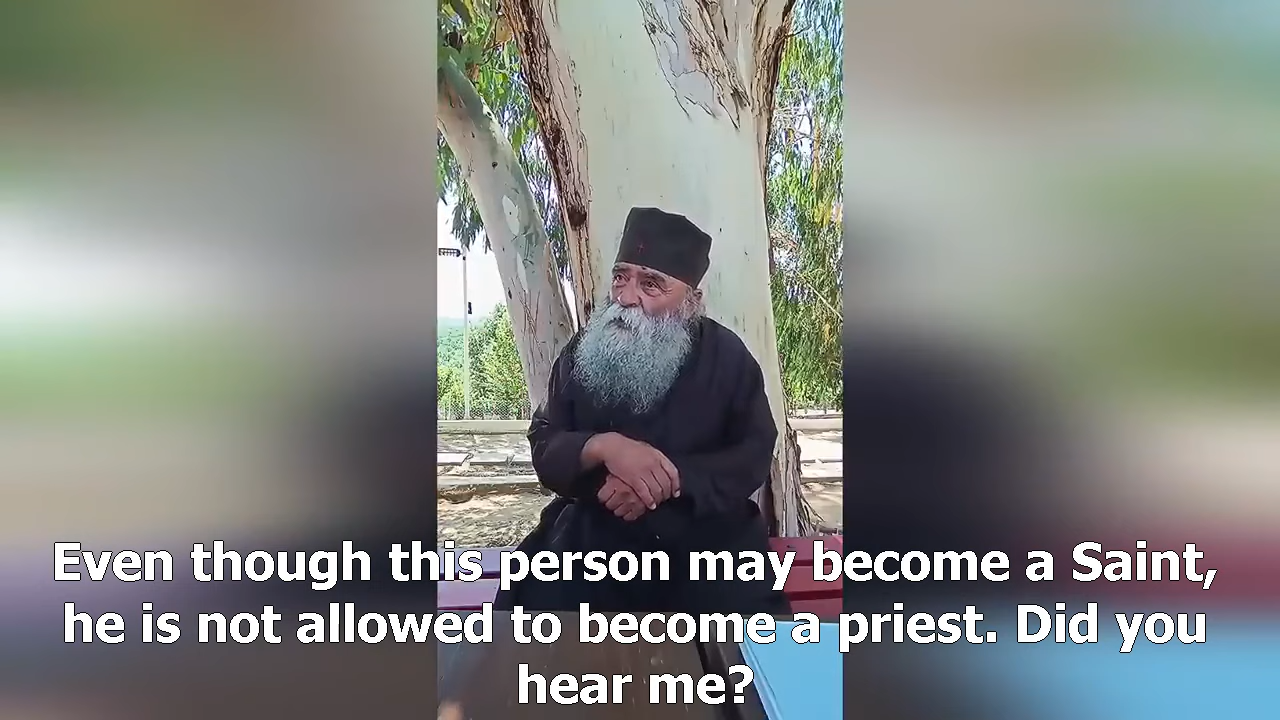 Even though this person may become a Saint,
he is not allowed to become a priest. Did you
hear me?